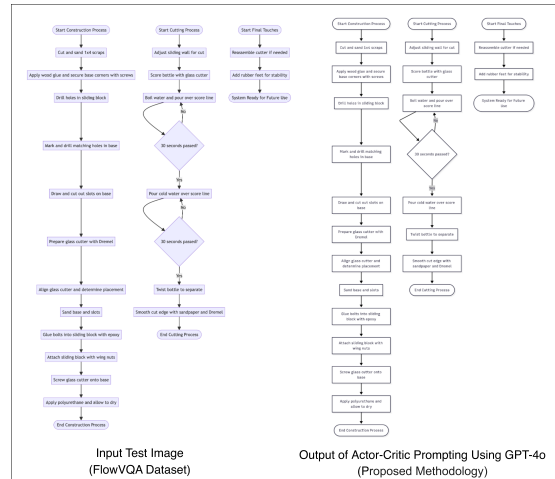 Start Construction Process
Cut and sand 1x4 scraps
Apply wood glue and secure base corners with screws
Drill holes in sliding block
Mark and drill matching holes in base
Draw and cut out slots on base
Prepare glass cutter with Dremel
Align glass cutter and determine placement
Sand base and slots
Glue bolts into sliding block with epoxy
Attach sliding block with wing nuts
Screw glass cutter onto base
Apply polyurethane and allow to dry
End Construction Process
Start Cutting Process
Adjust sliding wall for cut
Score bottle with glass cutter
Boil water and pour over score line
No
30 seconds passed?
Yes
Pour cold water over score line
No
30 seconds passed?
Yes
Twist bottle to separate
Smooth cut edge with sandpaper and Dremel
End Cutting Process
Start Final Touches
Reassemble cutter if needed
Add rubber feet for stability
System Ready for Future Use
Input Test Image
(FlowVQA Dataset)
Start Construction Process
Cut and sand 1x4 scraps
Apply wood glue and secure
base corners with screws
Drill holes in sliding block
Mark and drill matching
holes in base
Draw and cut out slots on
base
Prepare glass cutter with
Dremel
Align glass cutter and
determine placement
Sand base and slots
Glue bolts into sliding
block with epoxy
Attach sliding block with
wing nuts
Screw glass cutter onto
base
Apply polyurethane and
allow to dry
End Construction Process
Start Cutting Process
Adjust sliding wall for cut
Score bottle with glass
cutter
Boil water and pour over
score line
No
30 seconds passed?
Yes
Pour cold water over score
line
Twist bottle to separate
Smooth cut edge with
sandpaper and Dremel
End Cutting Process
Start Final Touches
Reassemble cutter if needed
Add rubber feet for stability
System Ready for Future
Use
Output of Actor-Critic Prompting Using GPT-4o
(Proposed Methodology)